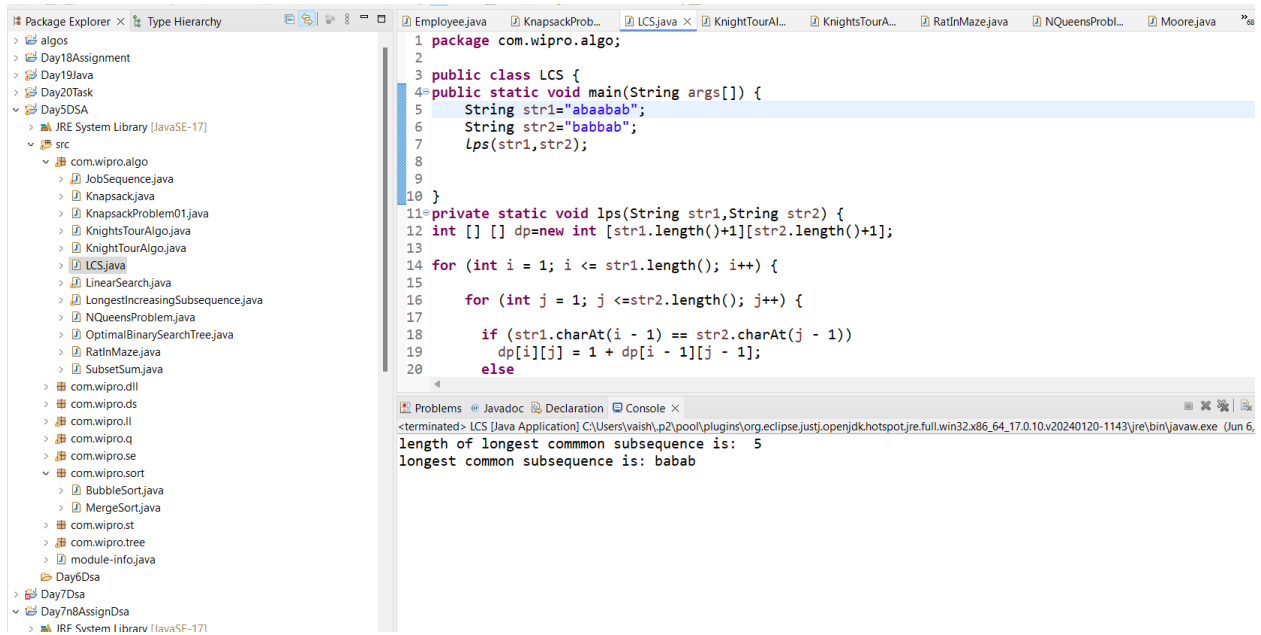 Package Explorer × Type Hierarchy
algos
Day18Assignment
Day19Java
Day20Task
Day5DSA
JRE System Library [JavaSE-17]
src
com.wipro.algo
JobSequence.java
Knapsack.java
KnapsackProblem01.java
KnightsTourAlgo.java
KnightTourAlgo.java
LCS.java
LinearSearch.java
LongestIncreasingSubsequence.java
NQueensProblem.java
OptimalBinarySearchTree.java
RatInMaze.java
SubsetSum.java
com.wipro.dll
com.wipro.ds
com.wipro.ll
com.wipro.q
com.wipro.se
com.wipro.sort
BubbleSort.java
MergeSort.java
com.wipro.st
com.wipro.tree
module-info.java
Day6Dsa
Day7Dsa
Day7n8AssignDsa
JRE System Library [JavaSE-17]
Employee.java KnapsackProb... LCS.java × KnightTourAl... KnightsTourA... RatInMaze.java NQueensProbl... Moore.java »68
1 package com.wipro.algo;
2
3 public class LCS {
4 public static void main(String args[]) {
5 String str1="abaabab";
6 String str2="babbab";
7 lps(str1,str2);
8
9
10 }
11 private static void lps(String str1,String str2) {
12 int [] [] dp=new int [str1.length()+1][str2.length()+1];
13
14 for (int i = 1; i <= str1.length(); i++) {
15
16 for (int j = 1; j <=str2.length(); j++) {
17
18 if (str1.charAt(i - 1) == str2.charAt(j - 1))
19 dp[i][j] = 1 + dp[i - 1][j - 1];
20 else
Problems Javadoc Declaration Console ×
<terminated> LCS [Java Application] C:\Users\vaish\.p2\pool\plugins\org.eclipse.justj.openjdk.hotspot.jre.full.win32.x86_64_17.0.10.v20240120-1143\jre\bin\javaw.exe (Jun 6,
length of longest commmon subsequence is: 5
longest common subsequence is: babab